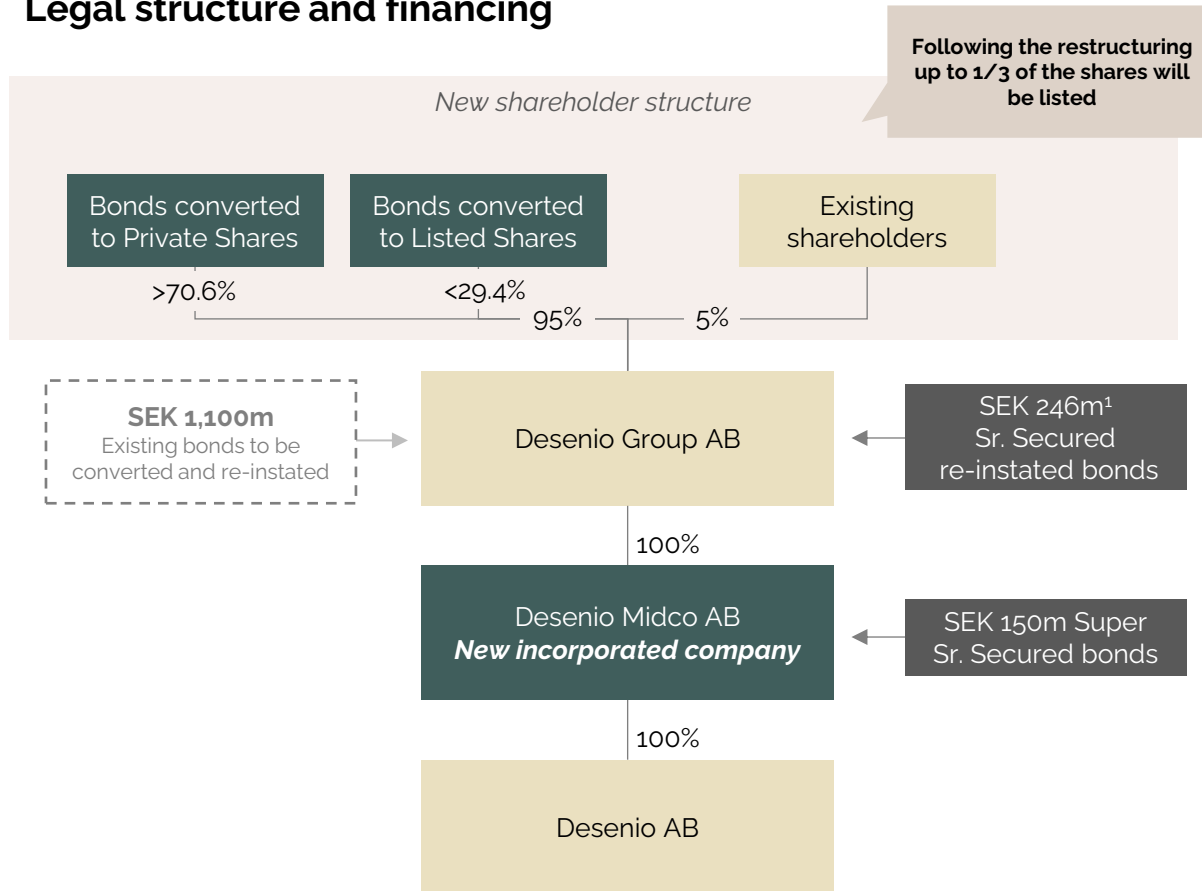 Legal structure and financing
Following the restructuring
up to 1/3 of the shares will
be listed
New shareholder structure
Bonds converted
to Private Shares
Bonds converted
to Listed Shares
Existing
shareholders
>70.6%
<29.4%
95%
5%
SEK 1,100m
Existing bonds to be
converted and re-instated
Desenio Group AB
SEK 246m¹
Sr. Secured
re-instated bonds
100%
Desenio Midco AB
New incorporated company
SEK 150m Super
Sr. Secured bonds
100%
Desenio AB